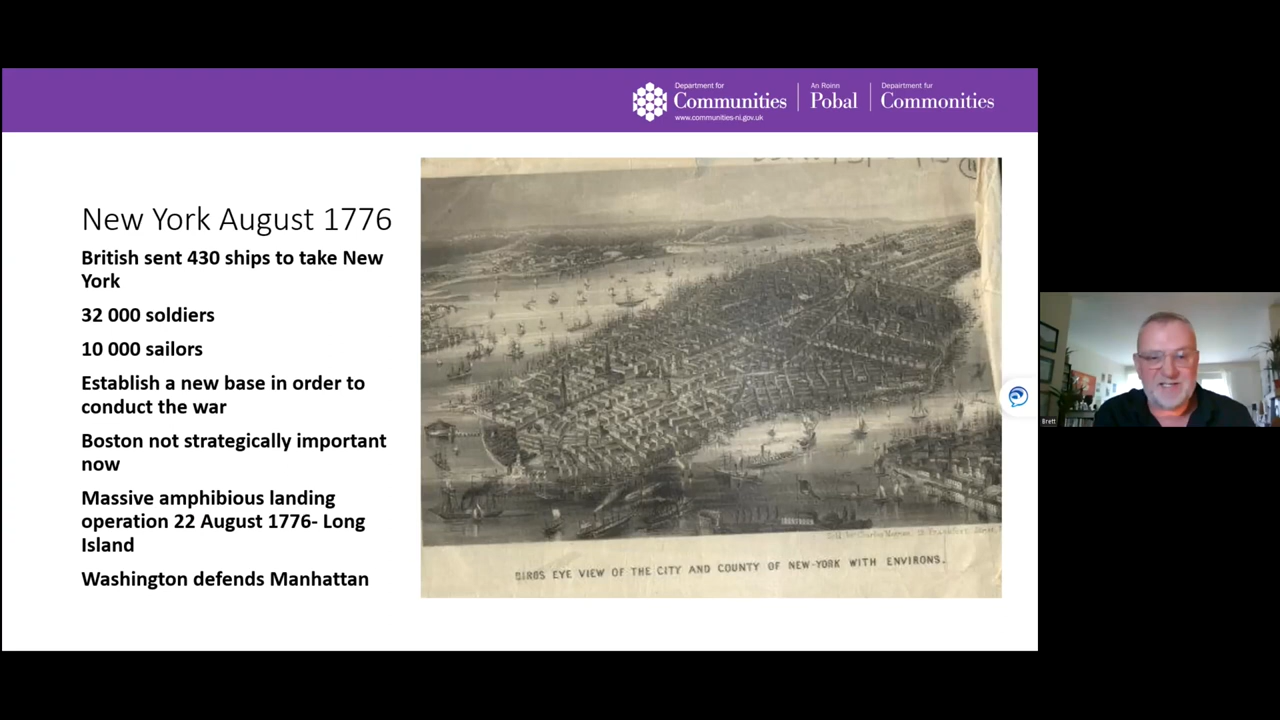 Department for
Communities
www.communities-ni.gov.uk
An Roinn
Pobal
Depairtment fur
Commonities
New York August 1776
British sent 430 ships to take New
York
32 000 soldiers
10 000 sailors
Establish a new base in order to
conduct the war
Boston not strategically important
now
Massive amphibious landing
operation 22 August 1776- Long
Island
Washington defends Manhattan
BIRDS EYE VIEW OF THE CITY AND COUNTY OF NEW-YORK WITH ENVIRONS.
Brett